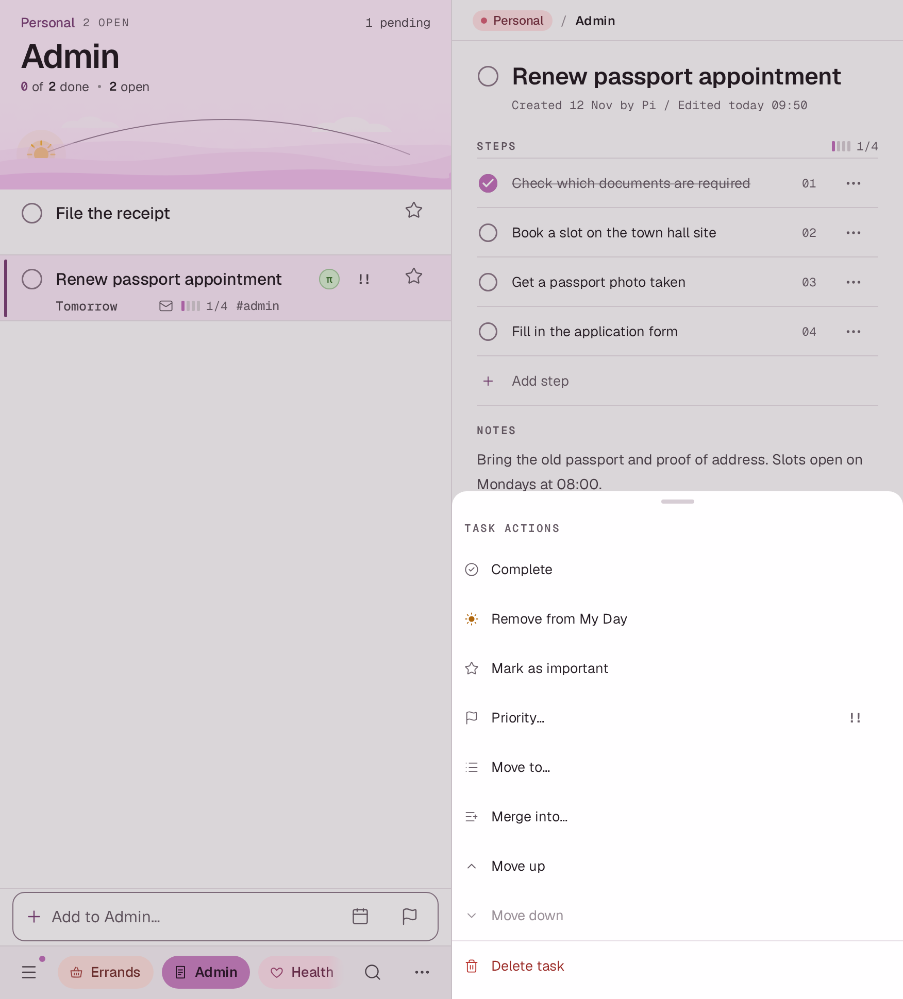 Personal 2 OPEN
1 pending
Admin
0 of 2 done • 2 open
File the receipt
Renew passport appointment π !!
Tomorrow 1/4 #admin
+ Add to Admin…
Errands
Admin
Health
Personal / Admin
Renew passport appointment
Created 12 Nov by Pi / Edited today 09:50
STEPS 1/4
Check which documents are required 01
Book a slot on the town hall site 02
Get a passport photo taken 03
Fill in the application form 04
+ Add step
NOTES
Bring the old passport and proof of address. Slots open on
Mondays at 08:00.
TASK ACTIONS
Complete
Remove from My Day
Mark as important
Priority… !!
Move to…
Merge into…
Move up
Move down
Delete task